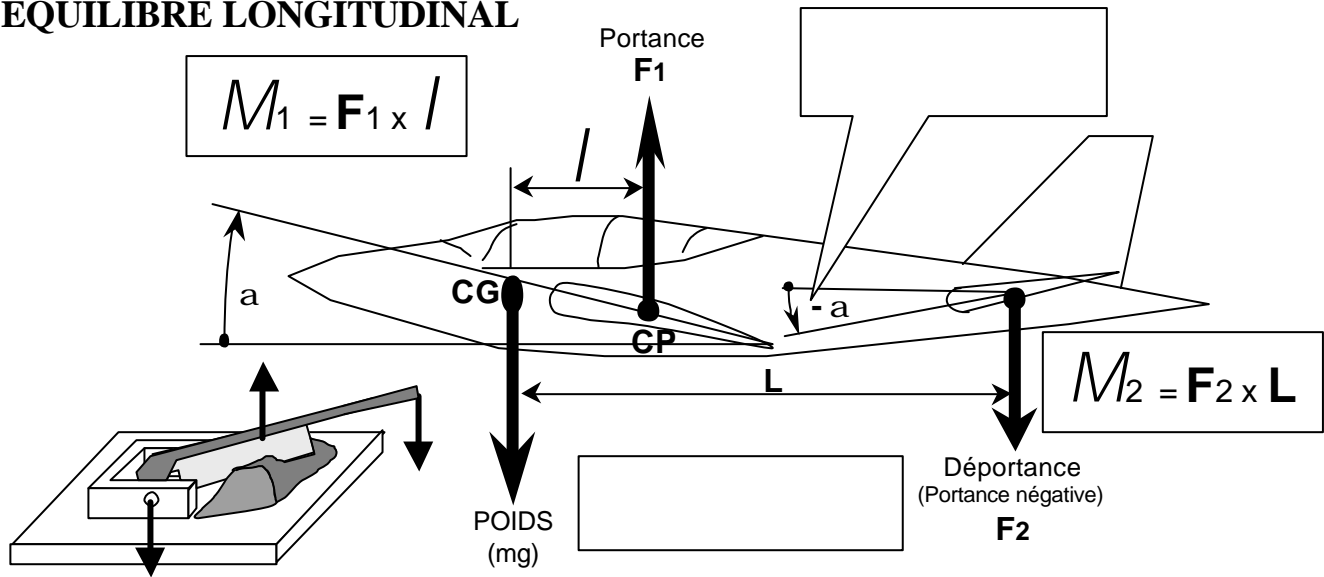 EQUILIBRE LONGITUDINAL
Portance
F1
M1 = F1 x l
l
a
CG
CP
- a
L
M2 = F2 x L
POIDS
(mg)
Déportance
(Portance négative)
F2